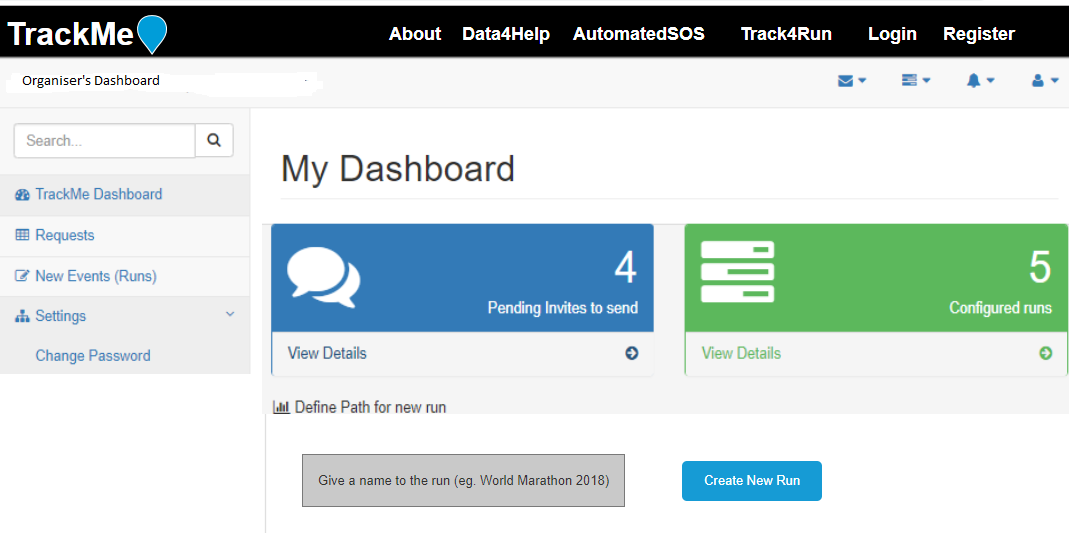 TrackMe About Data4Help AutomatedSOS Track4Run Login Register
Organiser's Dashboard
Search...
My Dashboard
TrackMe Dashboard
Requests
New Events (Runs)
Settings
Change Password
4
Pending Invites to send
View Details
5
Configured runs
View Details
Define Path for new run
Give a name to the run (eg. World Marathon 2018)
Create New Run